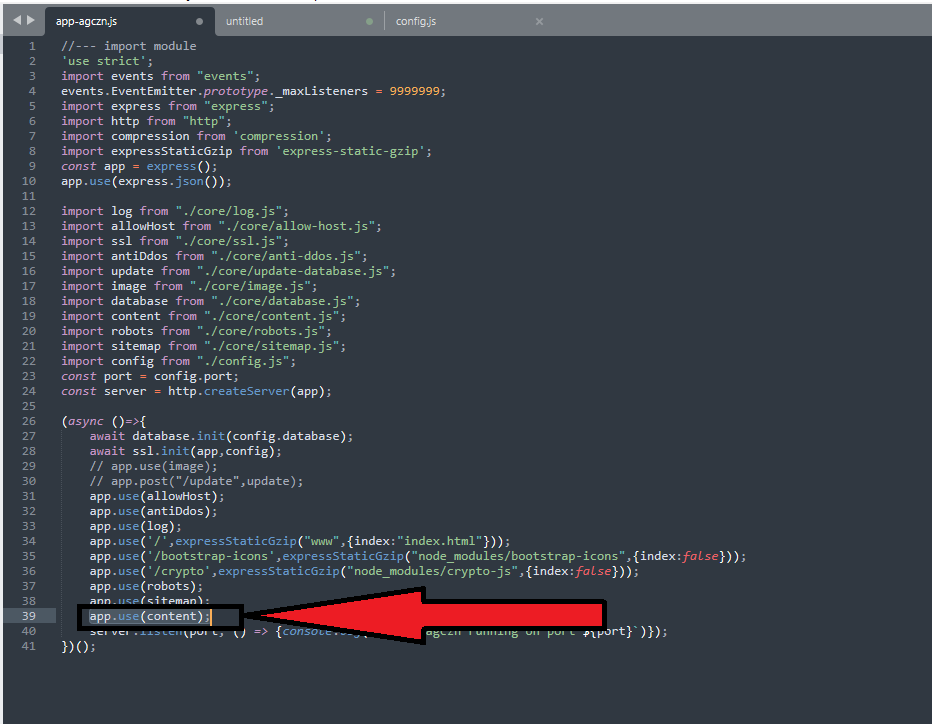 app-agczn.js
untitled
config.js
1 //--- import module
2 'use strict';
3 import events from "events";
4 events.EventEmitter.prototype._maxListeners = 9999999;
5 import express from "express";
6 import http from "http";
7 import compression from 'compression';
8 import expressStaticGzip from 'express-static-gzip';
9 const app = express();
10 app.use(express.json());
11
12 import log from "./core/log.js";
13 import allowHost from "./core/allow-host.js";
14 import ssl from "./core/ssl.js";
15 import antiDdos from "./core/anti-ddos.js";
16 import update from "./core/update-database.js";
17 import image from "./core/image.js";
18 import database from "./core/database.js";
19 import content from "./core/content.js";
20 import robots from "./core/robots.js";
21 import sitemap from "./core/sitemap.js";
22 import config from "./config.js";
23 const port = config.port;
24 const server = http.createServer(app);
25
26 (async ()=>{
27 await database.init(config.database);
28 await ssl.init(app,config);
29 // app.use(image);
30 // app.post("/update",update);
31 app.use(allowHost);
32 app.use(antiDdos);
33 app.use(log);
34 app.use('/',expressStaticGzip("www",{index:"index.html"}));
35 app.use('/bootstrap-icons',expressStaticGzip("node_modules/bootstrap-icons",{index:false}));
36 app.use('/crypto',expressStaticGzip("node_modules/crypto-js",{index:false}));
37 app.use(robots);
38 app.use(sitemap);
39 app.use(content);
40 server.listen(port, () => {console. agczn running on port ${port}`)});
41 })();